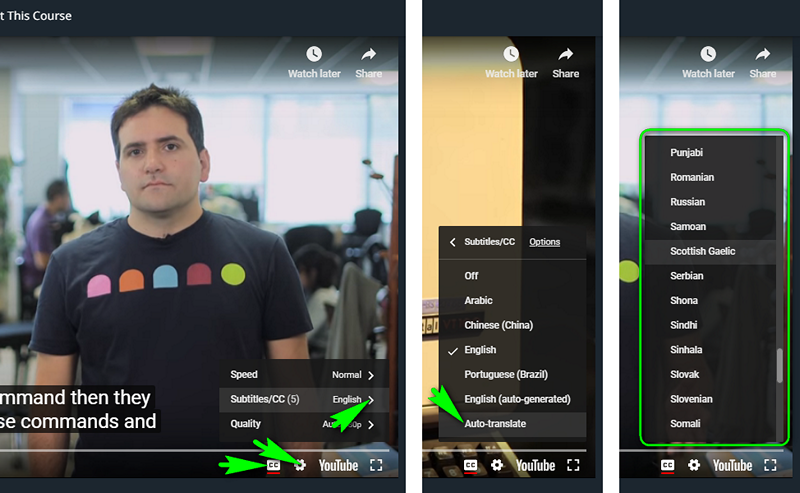 t This Course
Watch later
Share
Speed
Normal
Subtitles/CC (5)
English
Quality
mmand then they
se commands and
CC
YouTube
Watch later
Share
Subtitles/CC
Options
Off
Arabic
Chinese (China)
English
Portuguese (Brazil)
English (auto-generated)
Auto-translate
CC
YouTube
Watch later
Share
Punjabi
Romanian
Russian
Samoan
Scottish Gaelic
Serbian
Shona
Sindhi
Sinhala
Slovak
Slovenian
Somali
CC
YouTube